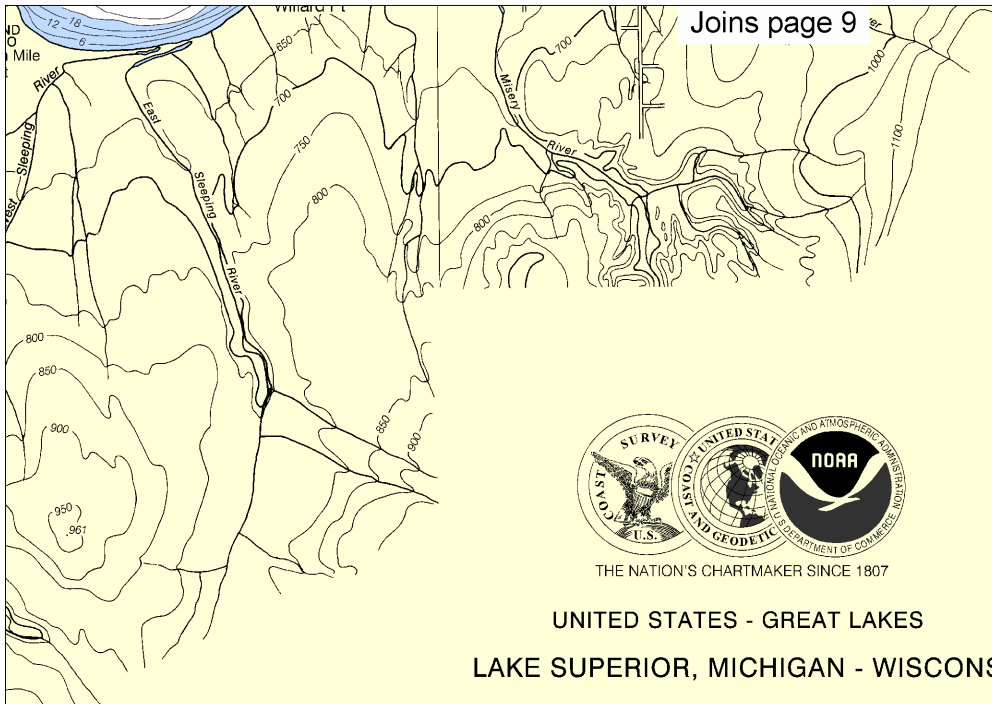 Joins page 9
12
18
6
Mile
River
650
700
1000
1100
Misery
River
700
East
Sleeping
750
800
Sleeping
800
River
800
850
900
950
961
850
900
SURVEY
COAST
U.S.
UNITED STAT
COAST AND GEODETIC
NATIONAL OCEANIC AND ATMOSPHERIC ADMINISTRATION
U.S. DEPARTMENT OF COMMERCE
NOAA
THE NATION'S CHARTMAKER SINCE 1807
UNITED STATES - GREAT LAKES
LAKE SUPERIOR, MICHIGAN - WISCONS